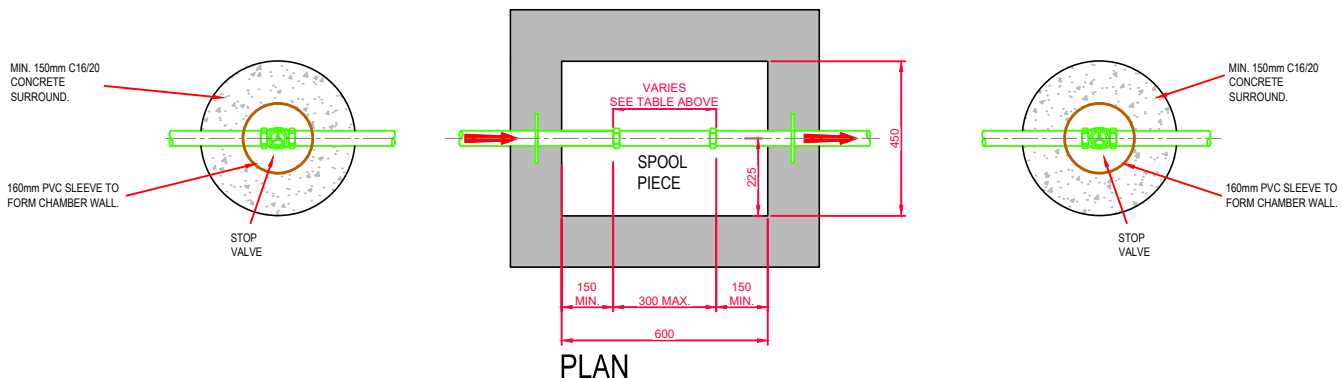 MIN. 150mm C16/20
CONCRETE
SURROUND.
160mm PVC SLEEVE TO
FORM CHAMBER WALL.
STOP
VALVE
VARIES
SEE TABLE ABOVE
SPOOL
PIECE
225
450
150
MIN.
300 MAX.
150
MIN.
600
PLAN
MIN. 150mm C16/20
CONCRETE
SURROUND.
160mm PVC SLEEVE TO
FORM CHAMBER WALL.
STOP
VALVE